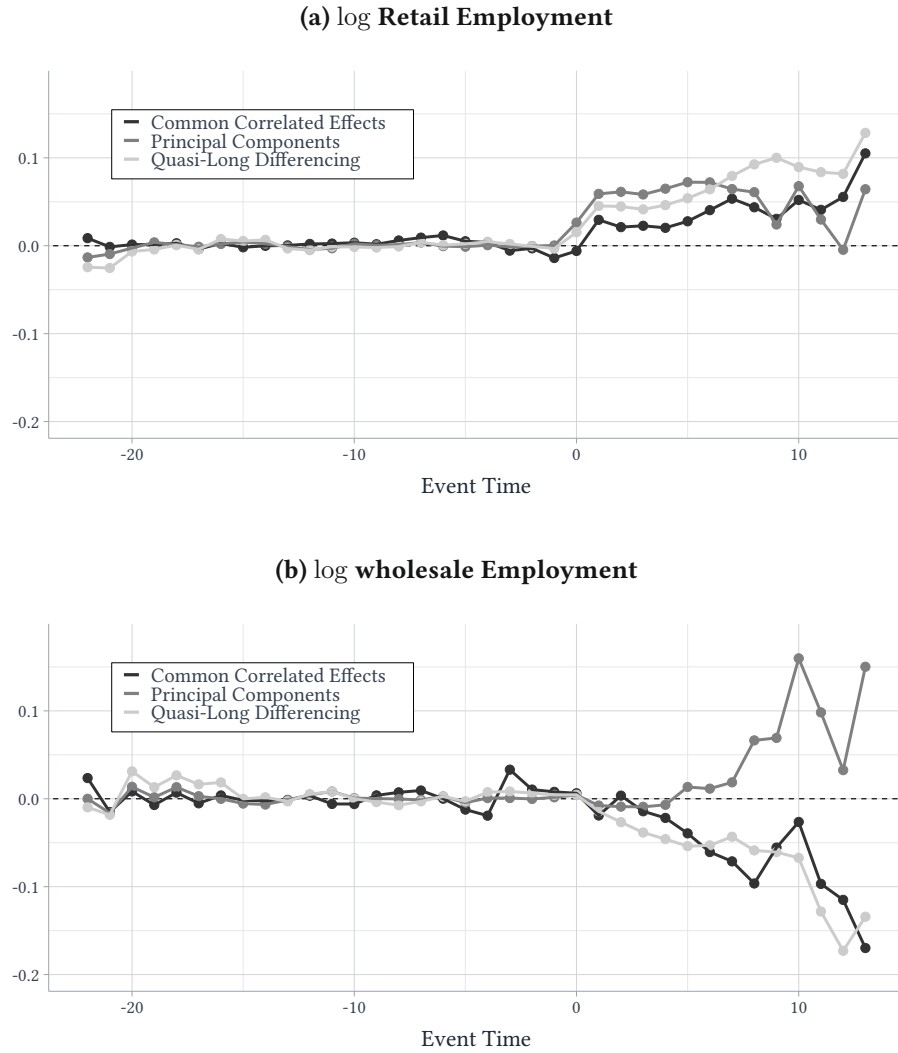 (a) log Retail Employment
Common Correlated Effects
Principal Components
Quasi-Long Differencing
0.1
0.0
-0.1
-0.2
-20 -10 0 10
Event Time
(b) log wholesale Employment
Common Correlated Effects
Principal Components
Quasi-Long Differencing
0.1
0.0
-0.1
-0.2
-20 -10 0 10
Event Time